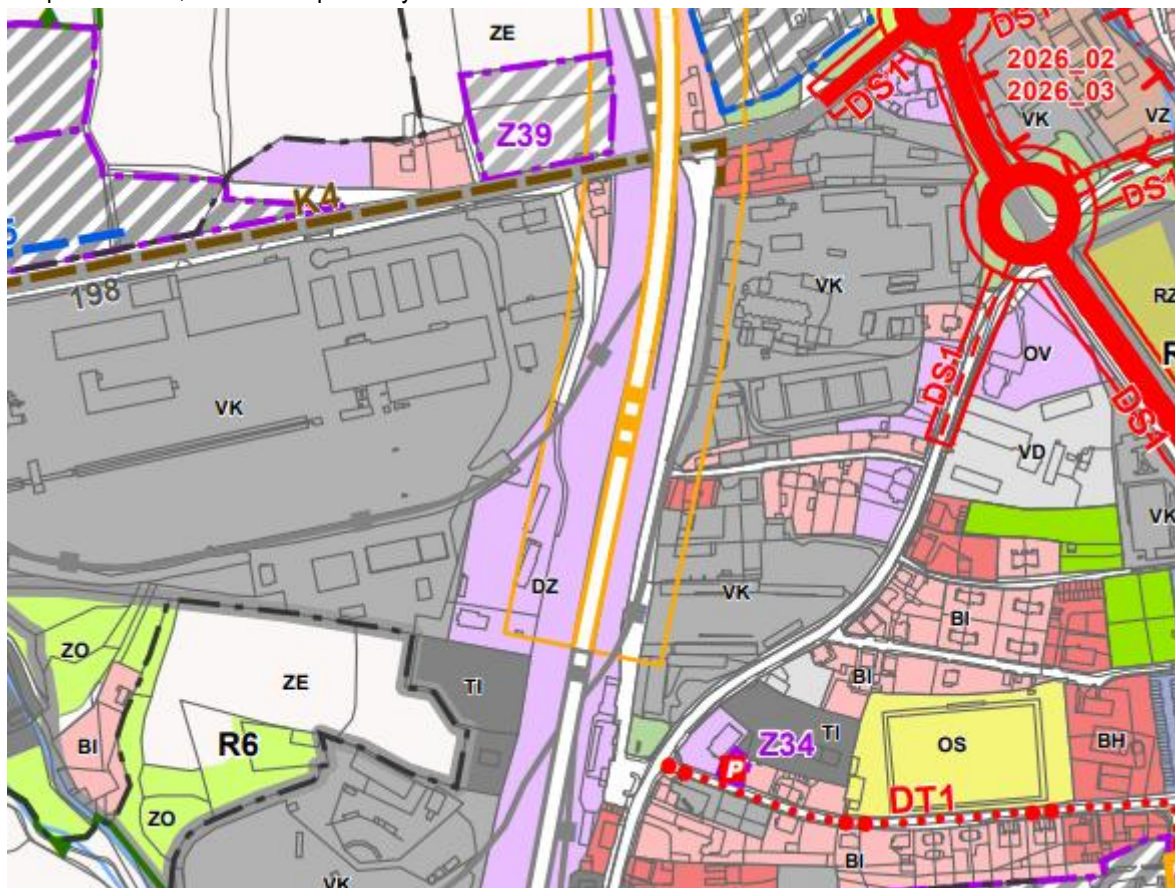 ZE
DS1
DS1
2026_02
2026_03
VK
VZ
Z39
DS1
K4
198
VK
RZ
OV
R
DS1
DS1
VK
VD
VK
DZ
VK
BI
ZO
ZE
TI
BI
R6
BI
TI
Z34
P
OS
BH
ZO
DT1
BI
VK